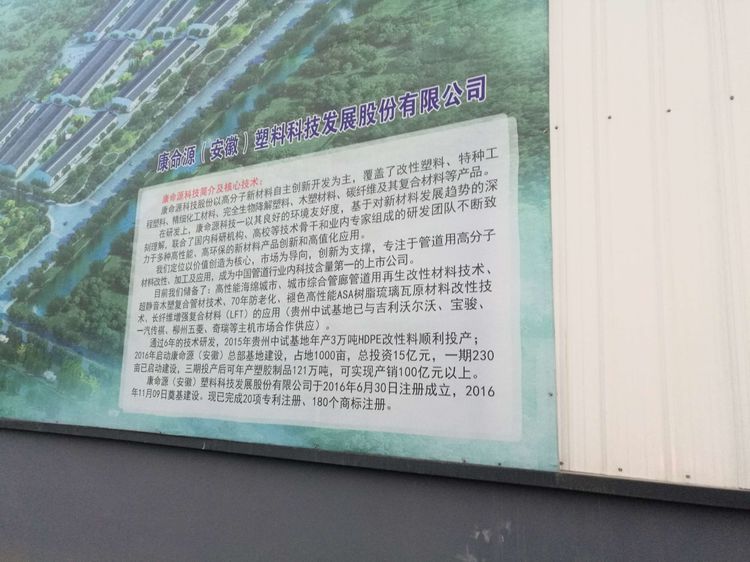 康命源（安徽）塑料科技发展股份有限公司
康命源科技简介及核心技术：
康命源科技股份以高分子新材料自主创新开发为主，覆盖了改性塑料、特种工
程塑料、精细化工材料、完全生物降解塑料、木塑材料、碳纤维及其复合材料等产品。
在研发上，康命源科技一以其良好的环境友好度，基于对新材料发展趋势的深
刻理解，联合了国内科研机构、高校等技术骨干和业内专家组成的研发团队不断致
力于多种高性能、高环保的新材料产品创新和高值化应用。
我们定位以价值创造为核心，市场为导向，创新为支撑，专注于管道用高分子
材料改性、加工及应用，成为中国管道行业内科技含量第一的上市公司。
目前我们储备了：高性能海绵城市、城市综合管廊管道用再生改性材料技术、
超静音木塑复合管材技术、70年防老化、褪色高性能ASA树脂琉璃瓦原材料改性技
术、长纤维增强复合材料（LFT）的应用（贵州中试基地已与吉利沃尔沃、宝骏、
一汽传祺、柳州五菱、奇瑞等主机市场合作供应）。
通过6年的技术研发，2015年贵州中试基地年产3万吨HDPE改性料顺利投产；
2016年启动康命源（安徽）总部基地建设，占地1000亩，总投资15亿元，一期230
亩已启动建设，三期投产后可年产塑胶制品121万吨，可实现产销100亿元以上。
康命源（安徽）塑料科技发展股份有限公司于2016年6月30日注册成立，2016
年11月09日奠基建设。现已完成20项专利注册、180个商标注册。